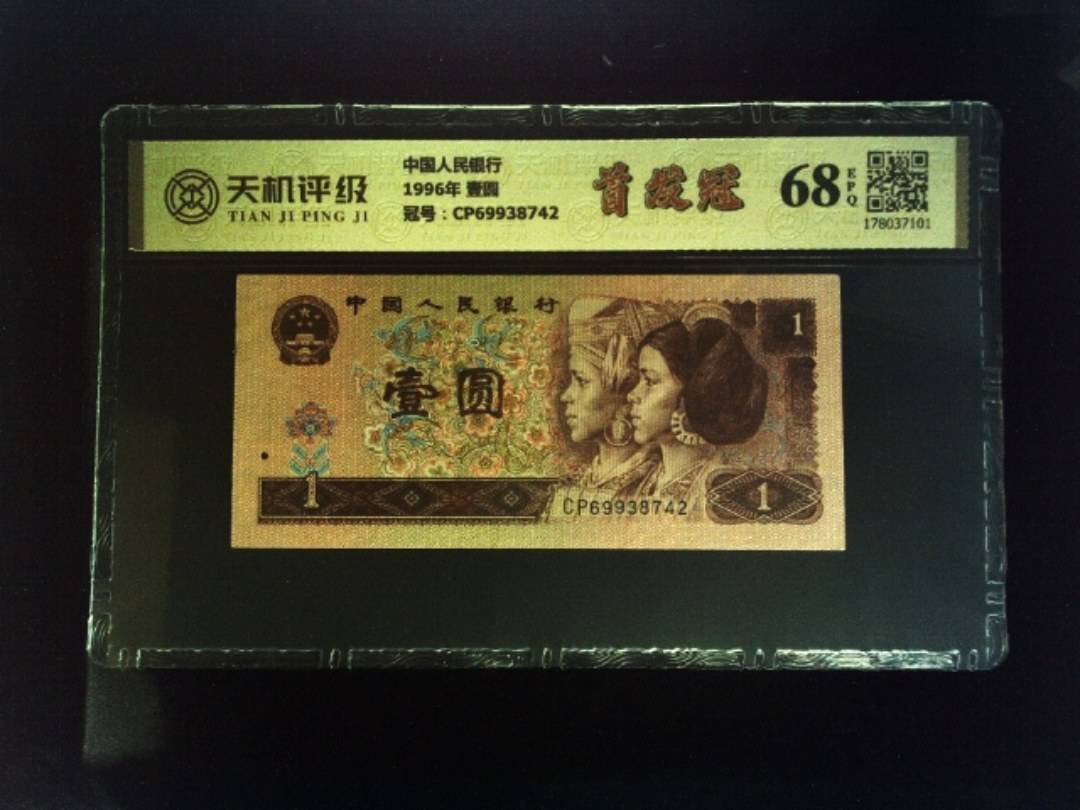 天机评级
TIAN JI PING JI
中国人民银行
1996年 壹圆
冠号：CP69938742
首发冠
68
EPQ
178037101
中国人民银行
1
壹圆
1
CP69938742
1